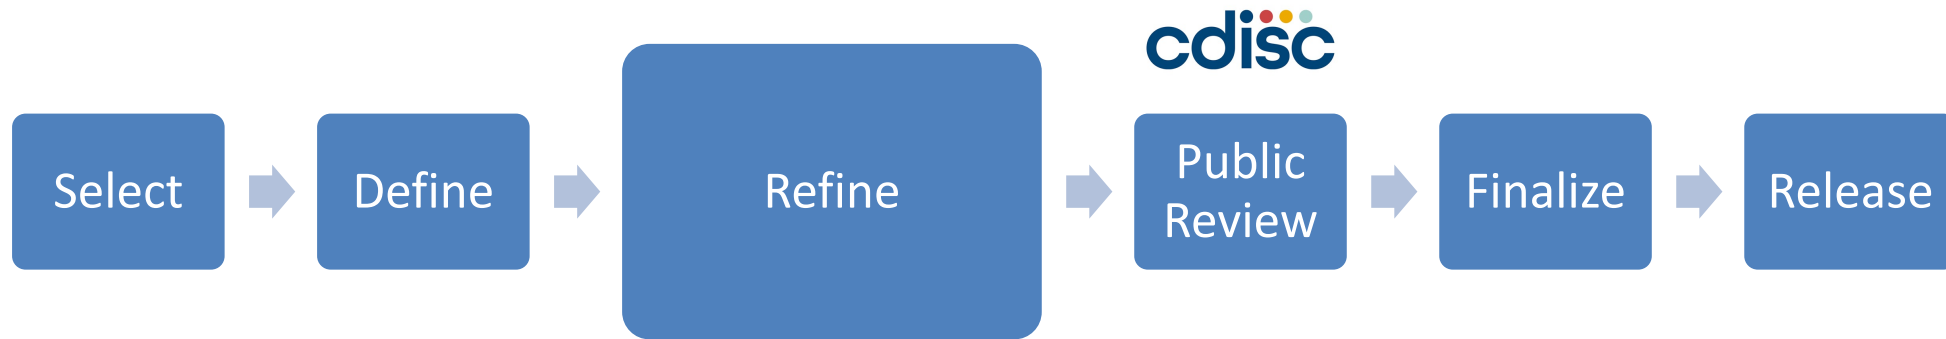 cdisc
Select
Define
Refine
Public
Review
Finalize
Release